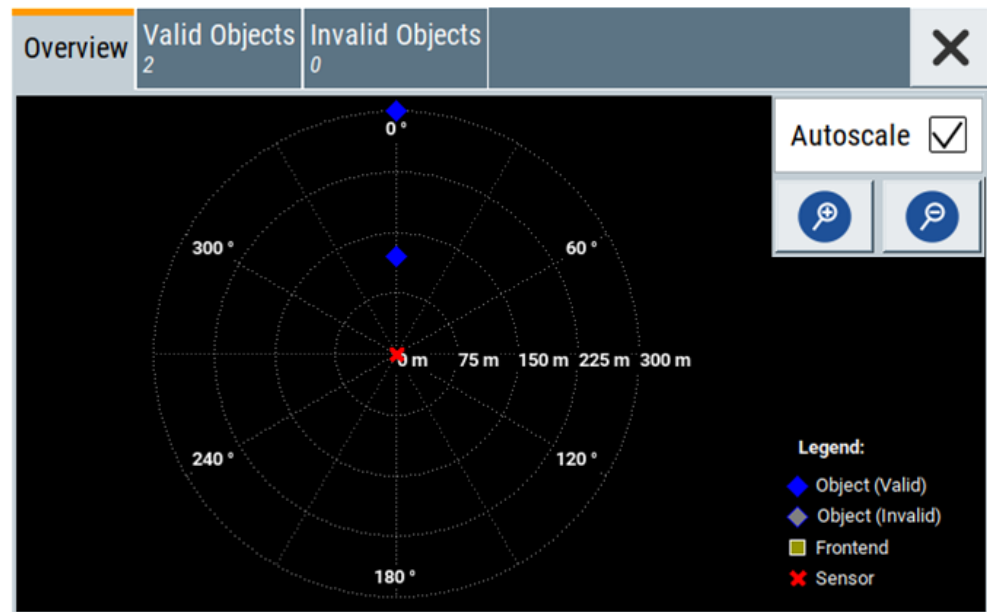 Overview
Valid Objects
2
Invalid Objects
0
Autoscale
0 °
300 °
60 °
0 m 75 m 150 m 225 m 300 m
240 °
120 °
180 °
Legend:
Object (Valid)
Object (Invalid)
Frontend
Sensor